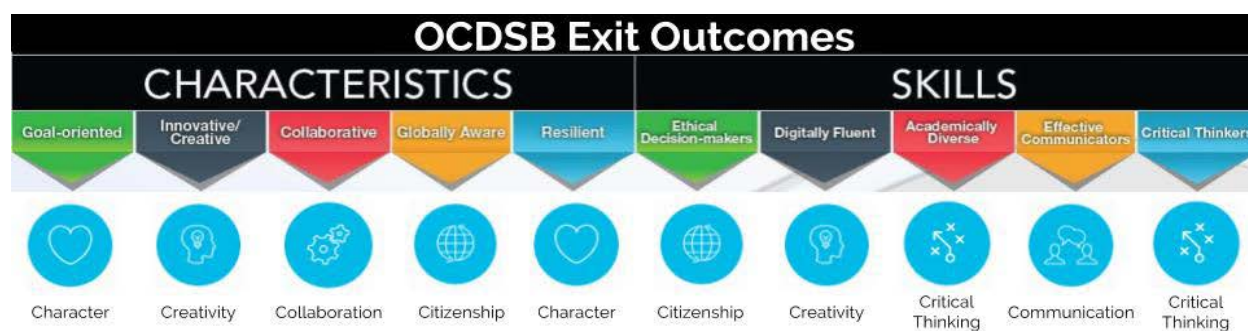 OCDSB Exit Outcomes
CHARACTERISTICS
SKILLS
Goal-oriented
Innovative/
Creative
Collaborative
Globally Aware
Resilient
Ethical
Decision-makers
Digitally Fluent
Academically
Diverse
Effective
Communicators
Critical Thinkers
Character
Creativity
Collaboration
Citizenship
Character
Citizenship
Creativity
Critical
Thinking
Communication
Critical
Thinking